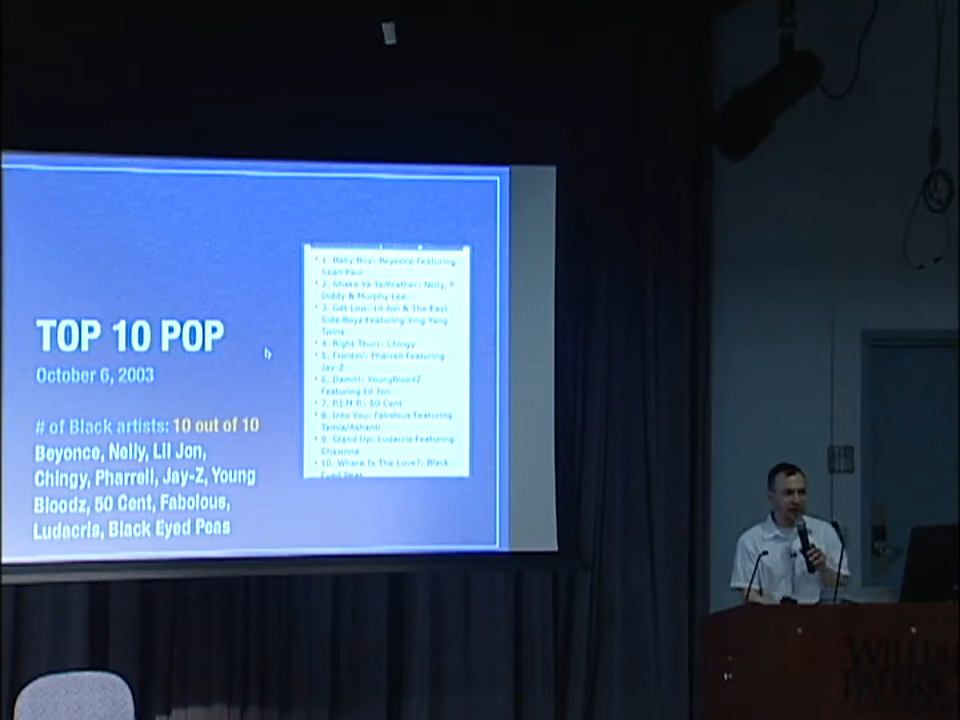 TOP 10 POP
October 6, 2003
# of Black artists: 10 out of 10
Beyonce, Nelly, Lil Jon,
Chingy, Pharrell, Jay-Z, Young
Bloodz, 50 Cent, Fabolous,
Ludacris, Black Eyed Peas
• 1. Baby Boy: Beyonce Featuring
Sean Paul
• 2. Shake Ya Tailfeather: Nelly, P.
Diddy & Murphy Lee
• 3. Get Low: Lil Jon & The East
Side Boyz Featuring Ying Yang
Twins
• 4. Right Thurr: Chingy
• 5. Frontin': Pharrell Featuring
Jay-Z
• 6. Damn!: YoungBloodZ
Featuring Lil Jon
• 7. P.I.M.P.: 50 Cent
• 8. Into You: Fabolous Featuring
Tamia/Ashanti
• 9. Stand Up: Ludacris Featuring
Shawnna
• 10. Where Is The Love?: Black
Eyed Peas